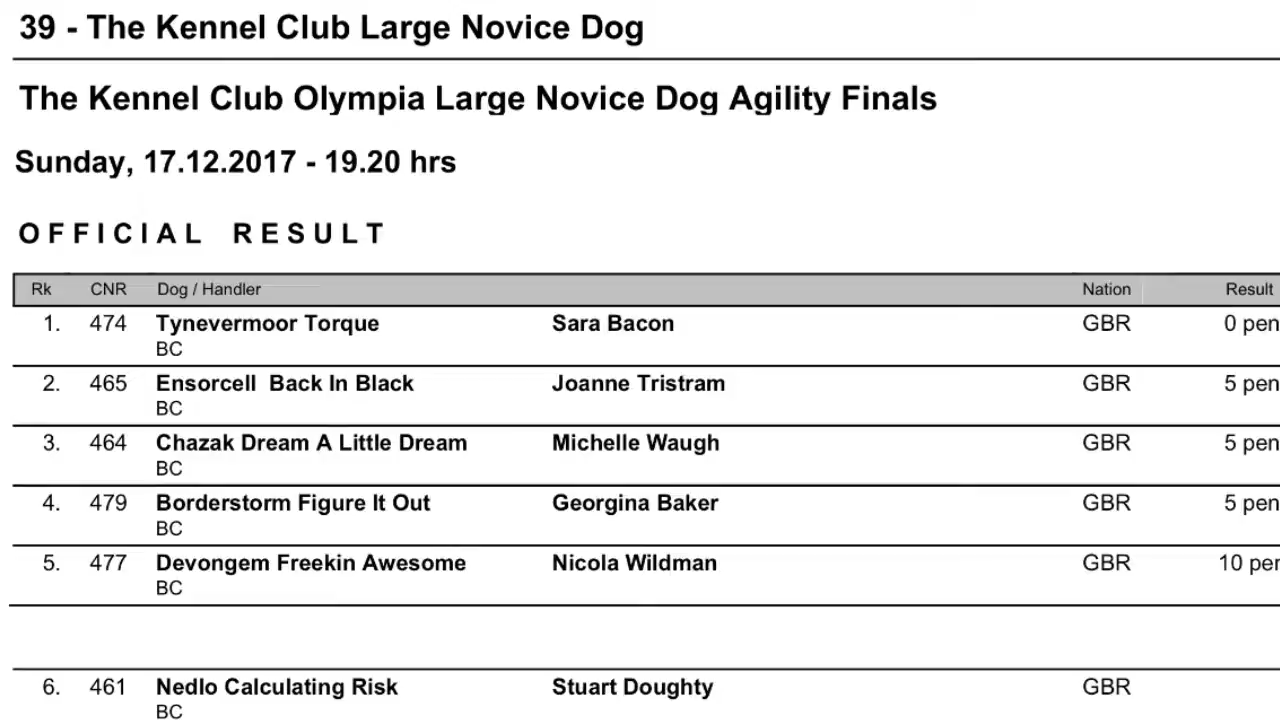 39 - The Kennel Club Large Novice Dog
The Kennel Club Olympia Large Novice Dog Agility Finals
Sunday, 17.12.2017 - 19.20 hrs
OFFICIAL RESULT
Rk CNR Dog / Handler Nation Result
1. 474 Tynevermoor Torque Sara Bacon GBR 0 pen
BC
2. 465 Ensorcell Back In Black Joanne Tristram GBR 5 pen
BC
3. 464 Chazak Dream A Little Dream Michelle Waugh GBR 5 pen
BC
4. 479 Borderstorm Figure It Out Georgina Baker GBR 5 pen
BC
5. 477 Devongem Freekin Awesome Nicola Wildman GBR 10 pen
BC
6. 461 Nedlo Calculating Risk Stuart Doughty GBR
BC